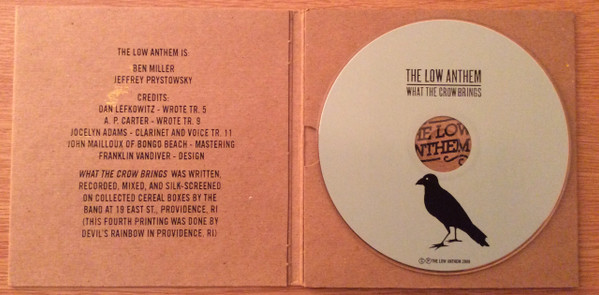 THE LOW ANTHEM IS
BEN MILLER
JEFFREY PRYSTOWSKY
CREDITS:
DAN LEFKOWITZ - WROTE TR. 5
A. P. CARTER - WROTE TR. 9
JOCELYN ADAMS - CLARINET AND VOICE TR. 11
JOHN MAILLOUX OF BONGO BEACH - MASTERING
FRANKLIN VANDIVER - DESIGN
WHAT THE CROW BRINGS WAS WRITTEN,
RECORDED, MIXED, AND SILK-SCREENED
ON COLLECTED CEREAL BOXES BY THE
BAND AT 19 EAST ST., PROVIDENCE, RI
(THIS FOURTH PRINTING WAS DONE BY
DEVIL'S RAINBOW IN PROVIDENCE, RI)
THE LOW ANTHEM
WHAT THE CROW BRINGS
THE LOW
ANTHEM
©℗ THE LOW ANTHEM